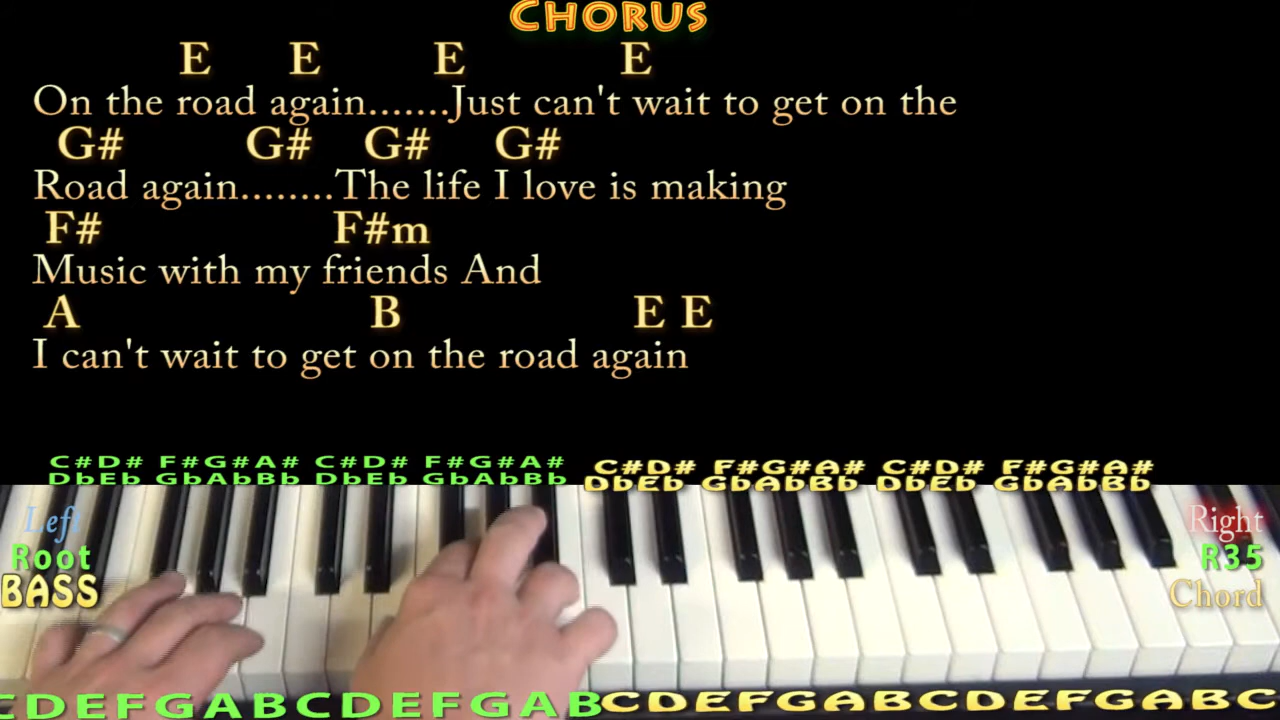 CHORUS
E E E E
On the road again.......Just can't wait to get on the
G# G# G# G#
Road again........The life I love is making
F# F#m
Music with my friends And
A B E E
I can't wait to get on the road again
C#D# F#G#A# C#D# F#G#A# C#D# F#G#A# C#D# F#G#A#
DbEb GbAbBb DbEb GbAbBb DbEb GbAbBb DbEb GbAbBb
Left
Root
BASS
Right
R35
Chord
CDEFGABCDEFGABCDEFGABCDEFGABC